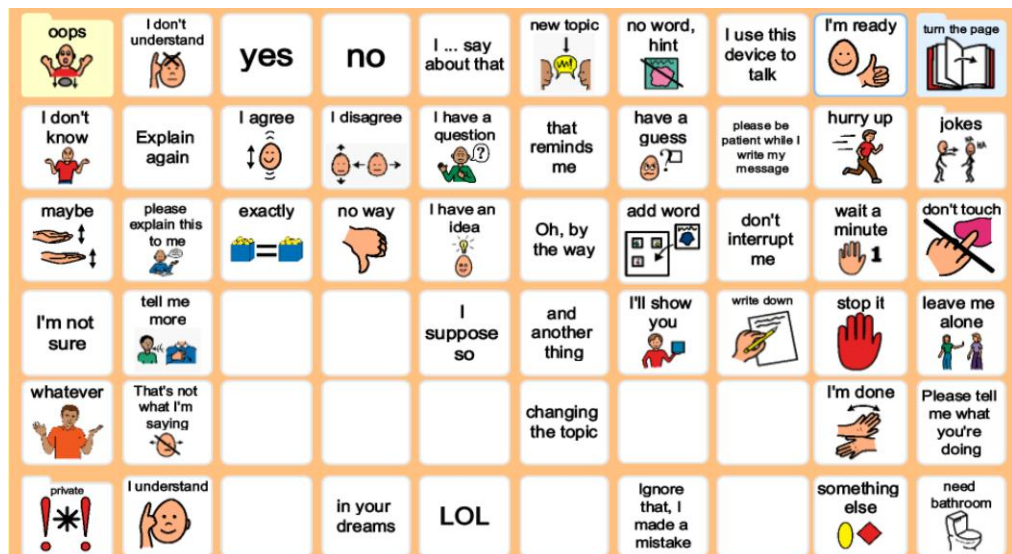 oops
I don't
understand
yes
no
I ... say
about that
new topic
no word,
hint
I use this
device to
talk
I'm ready
turn the page
I don't
know
Explain
again
I agree
I disagree
I have a
question
?
that
reminds
me
have a
guess
?
please be
patient while I
write my
message
hurry up
jokes
HA
HA
maybe
please
explain this
to me
exactly
no way
I have an
idea
Oh, by
the way
add word
don't
interrupt
me
wait a
minute
1
don't touch
I'm not
sure
tell me
more
I
suppose
so
and
another
thing
I'll show
you
write down
stop it
leave me
alone
whatever
That's not
what I'm
saying
changing
the topic
I'm done
Please tell
me what
you're
doing
private
!*!
I understand
in your
dreams
LOL
Ignore
that, I
made a
mistake
something
else
need
bathroom